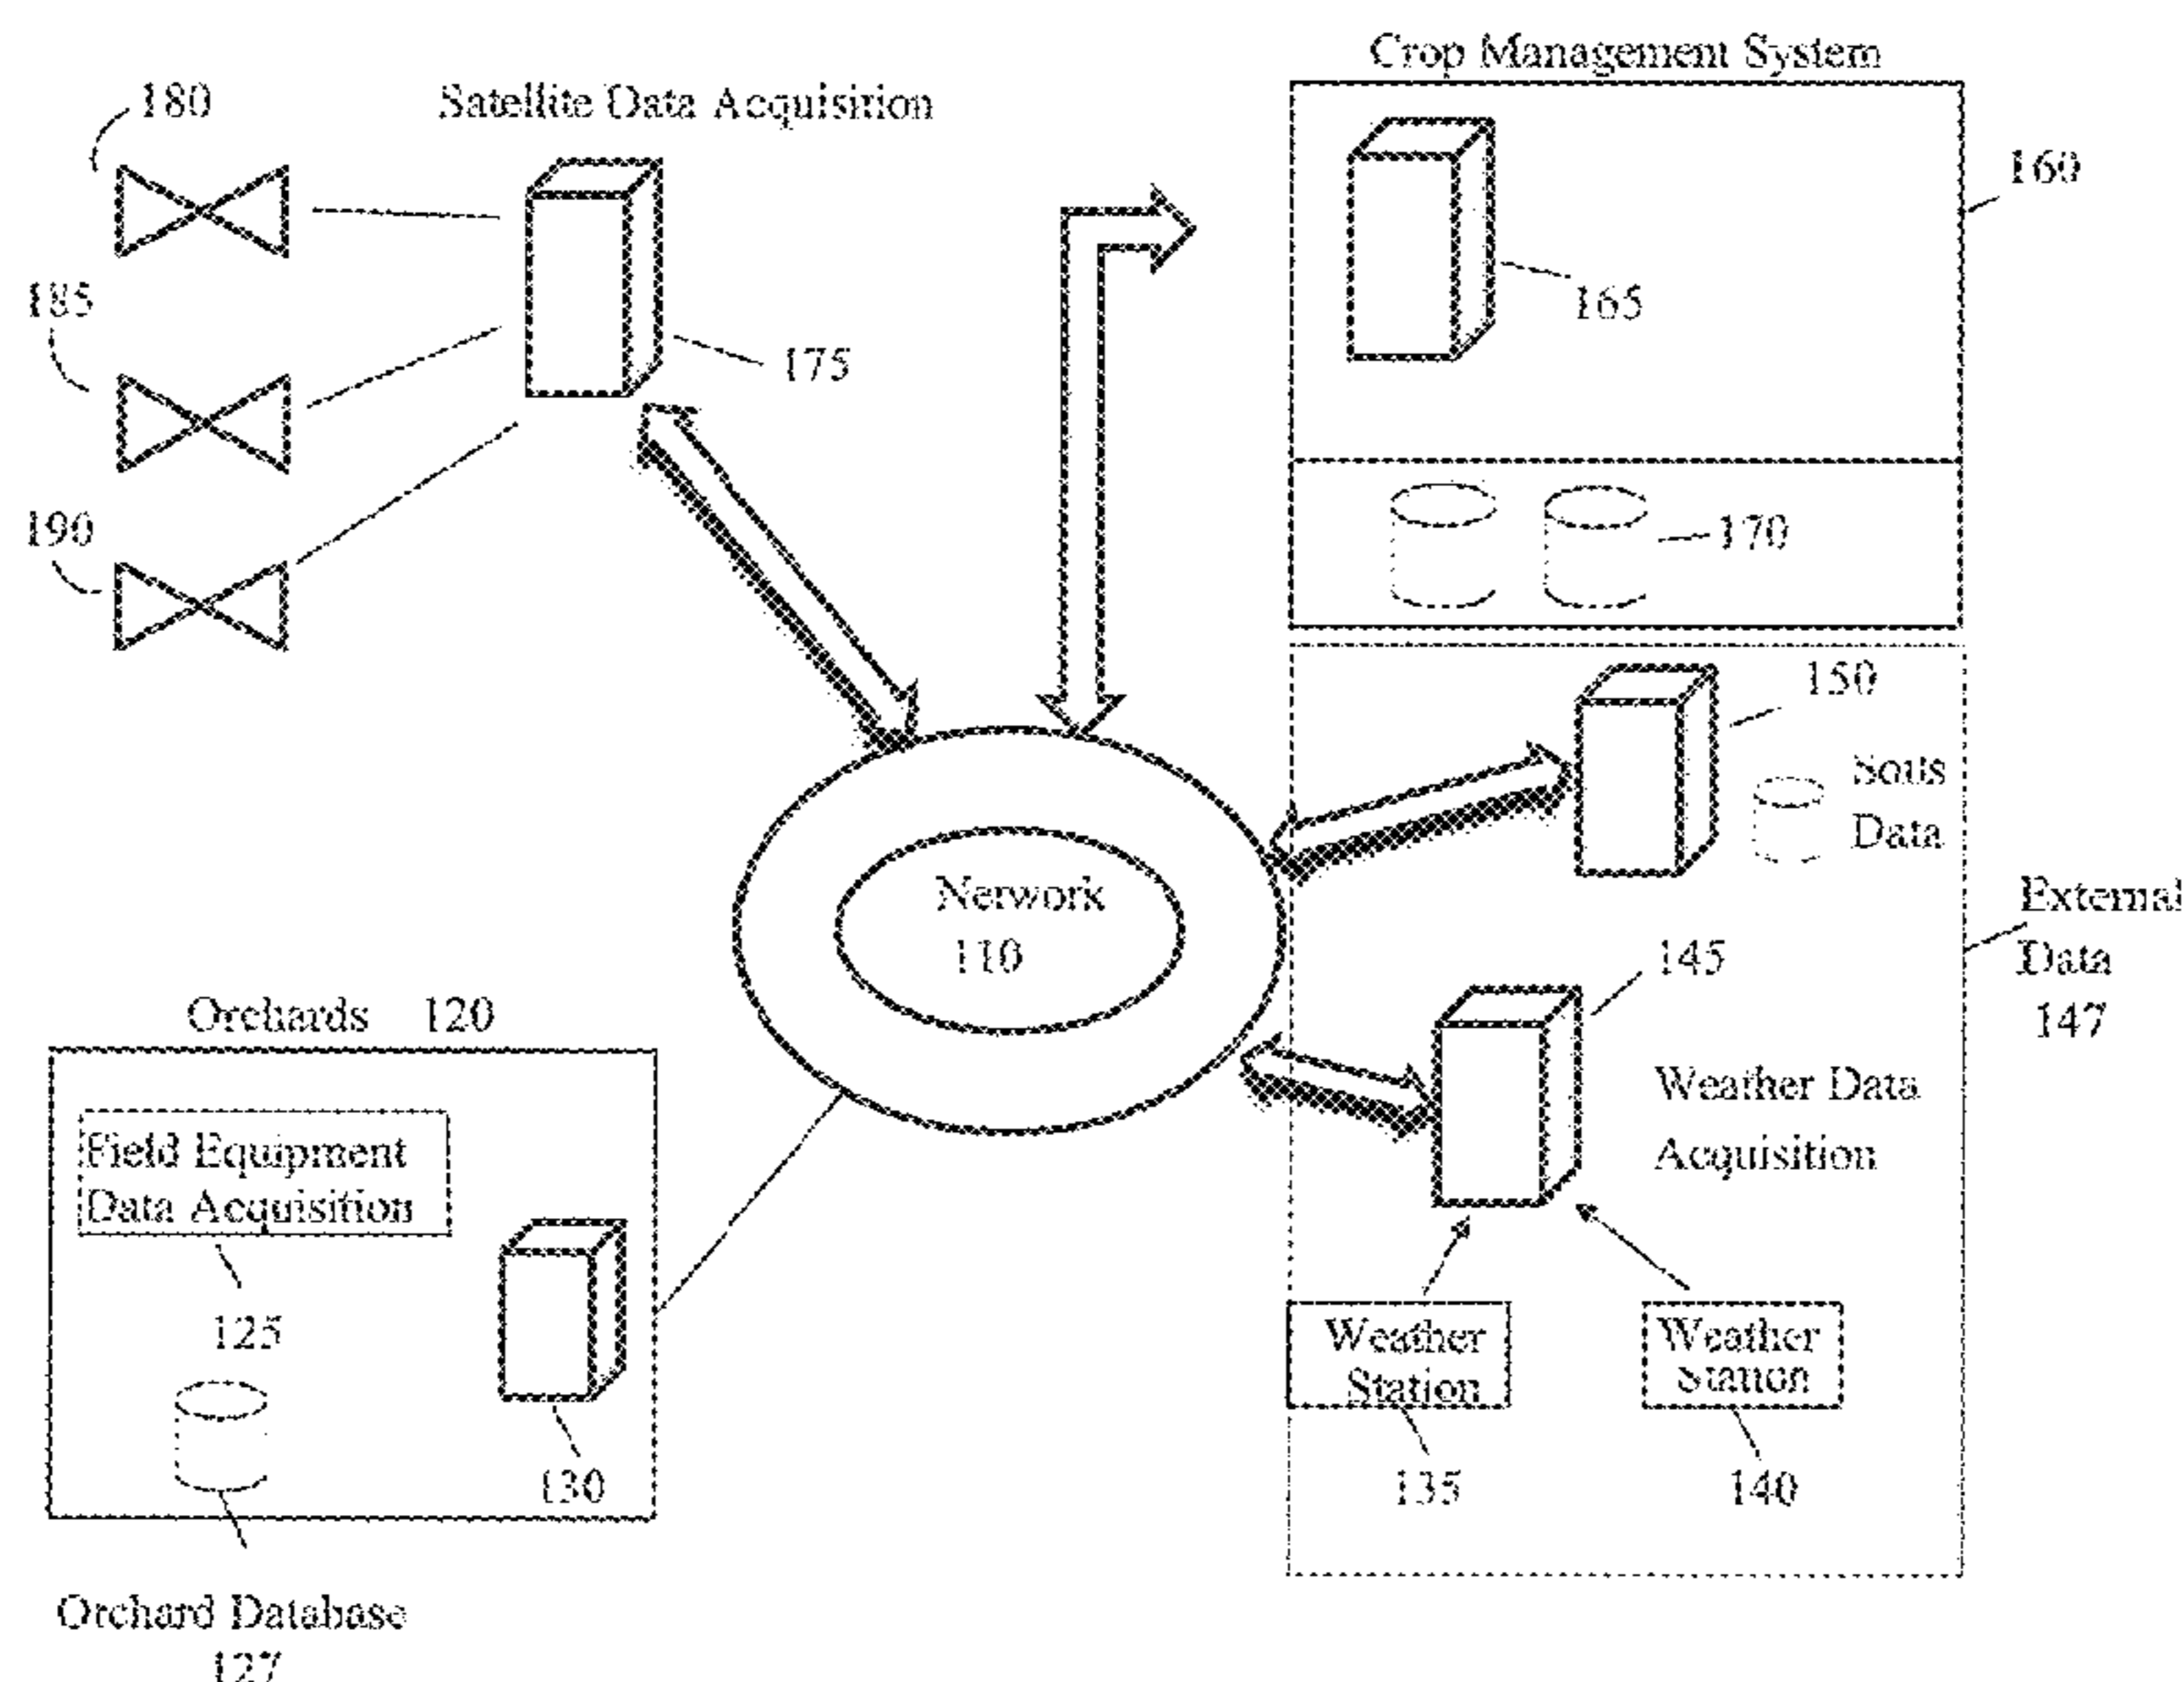 Crop Management System
180
Satellite Data Acquisition
160
185
165
175
190
170
150
Soils
Data
Network
110
External
Data
147
145
Orchards 120
Weather Data
Acquisition
Field Equipment
Data Acquisition
125
Weather
Station
Weather
Station
130
135
140
Orchard Database
127